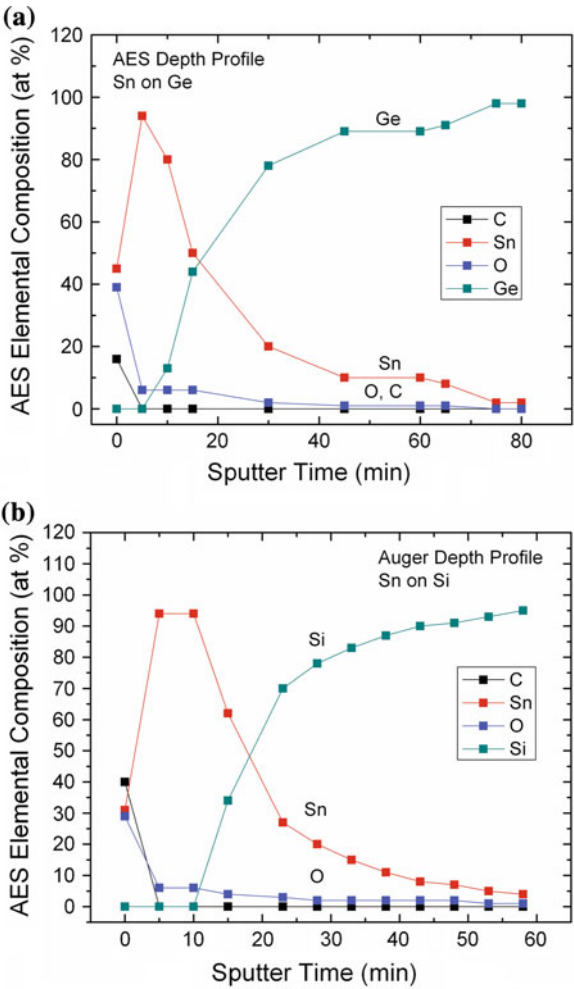 (a)
120
100
80
60
40
20
0
AES Elemental Composition (at %)
AES Depth Profile
Sn on Ge
Ge
C
Sn
O
Ge
Sn
O, C
0 20 40 60 80
Sputter Time (min)
(b)
120
110
100
90
80
70
60
50
40
30
20
10
0
AES Elemental Composition (at %)
Auger Depth Profile
Sn on Si
Si
C
Sn
O
Si
Sn
O
0 10 20 30 40 50 60
Sputter Time (min)